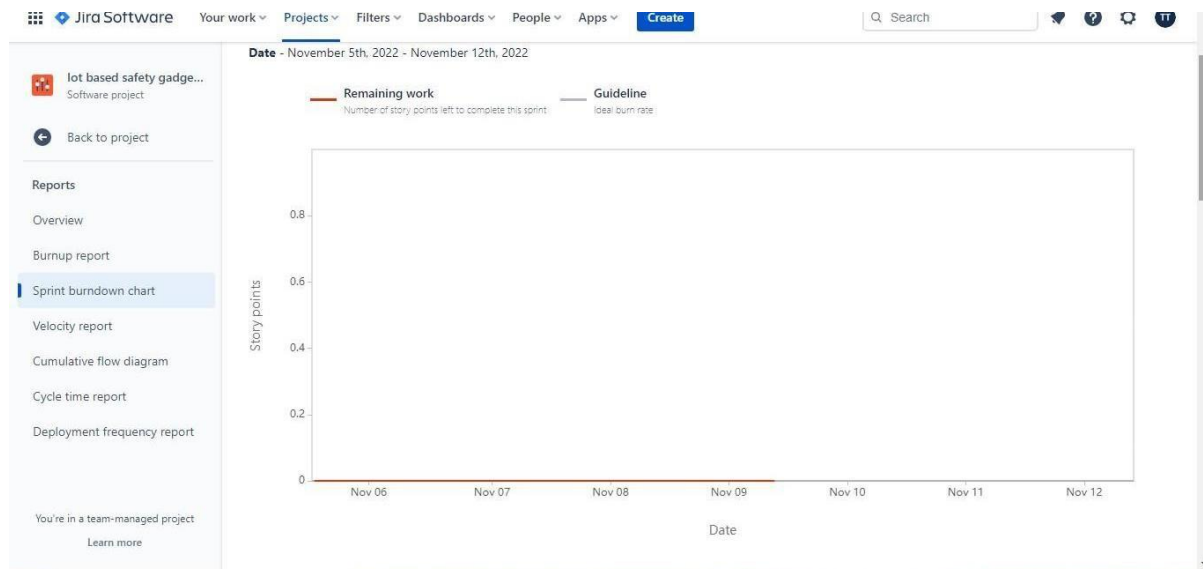 Jira Software Your work Projects Filters Dashboards People Apps Create Search TT
Date - November 5th, 2022 - November 12th, 2022
Iot based safety gadge...
Software project
Back to project
Reports
Overview
Burnup report
Sprint burndown chart
Velocity report
Cumulative flow diagram
Cycle time report
Deployment frequency report
You're in a team-managed project
Learn more
Remaining work
Number of story points left to complete this sprint
Guideline
Ideal burn rate
Story points
0.8
0.6
0.4
0.2
0
Nov 06 Nov 07 Nov 08 Nov 09 Nov 10 Nov 11 Nov 12
Date